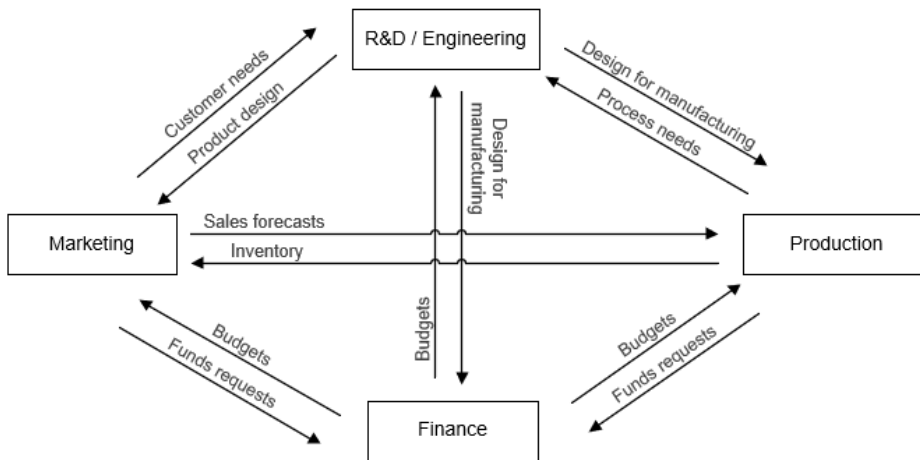 R&D / Engineering
Customer needs
Product design
Design for manufacturing
Process needs
Design for
manufacturing
Marketing
Sales forecasts
Inventory
Production
Budgets
Funds requests
Budgets
Budgets
Funds requests
Finance